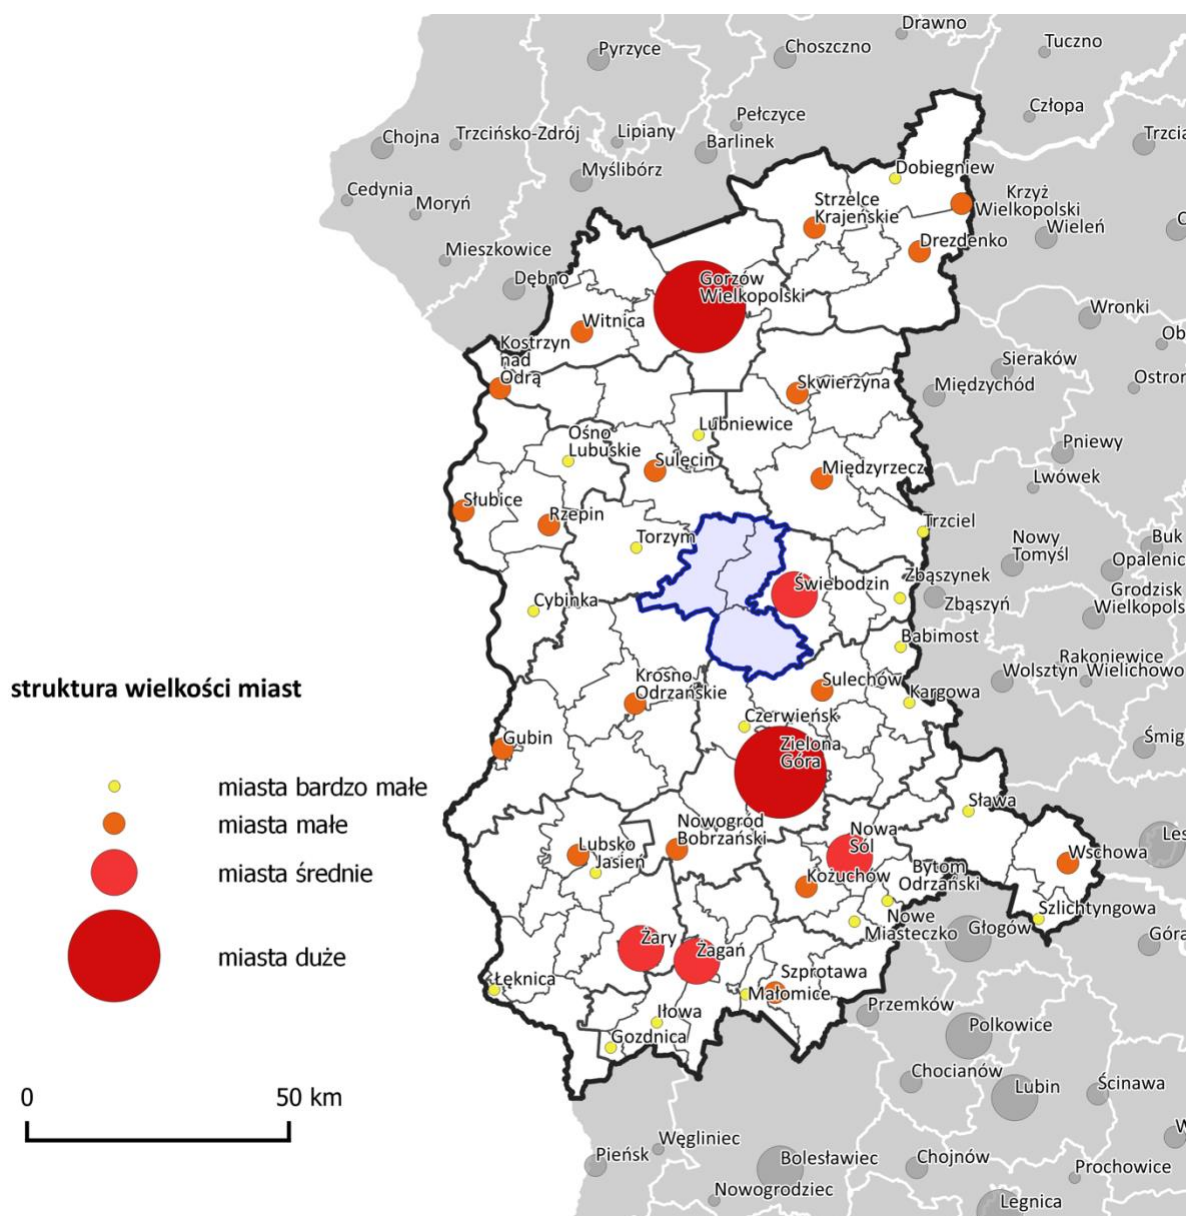 Drawno
Tuczno
Pyrzyce
Choszczno
Człopa
Pełczyce
Trzcińsko-Zdrój
Lipiany
Chojna
Barlinek
Trzcia
Myślibórz
Dobiegniew
Cedynia
Moryń
Strzelce
Krajeńskie
Krzyż
Wielkopolski
Wieleń
Drezdenko
Mieszkowice
Dębno
Gorzów
Wielkopolski
Witnica
Wronki
Ob
Kostrzyn
nad
Odrą
Sieraków
Skwierzyna
Międzychód
Ostror
Lubniewice
Ośno
Lubuskie
Sulęcin
Pniewy
Międzyrzecz
Lwówek
Słubice
Rzepin
Trzciel
Torzym
Nowy
Tomyśl
Buk
Opalenic
Świebodzin
Zbąszynek
Zbąszyń
Grodzisk
Wielkopols
Cybinka
Babimost
Rakoniewice
Wolsztyn
Wielichowo
struktura wielkości miast
Krosno
Odrzańskie
Sulechów
Kargowa
Czerwieńsk
Gubin
Zielona
Góra
Śmig
miasta bardzo małe
miasta małe
miasta średnie
miasta duże
Sława
Nowogród
Bobrzański
Nowa
Sól
Lubsko
Jasień
Wschowa
Les
Kożuchów
Bytom
Odrzański
Nowe
Miasteczko
Szlichtyngowa
Głogów
Góra
Żary
Żagań
Szprotawa
Małomice
Łęknica
Iłowa
Gozdnica
Przemków
Polkowice
Chocianów
Lubin
Ścinawa
0
50 km
Węgliniec
Pieńsk
Bolesławiec
Chojnów
Prochowice
W
Nowogrodziec
Legnica